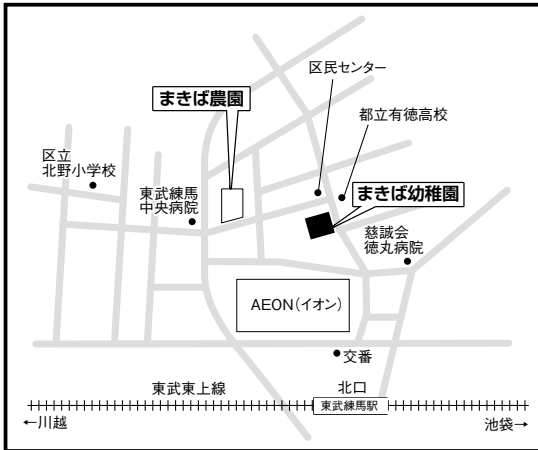 区民センター
まきば農園
都立有徳高校
区立
北野小学校
東武練馬
中央病院
まきば幼稚園
慈誠会
徳丸病院
AEON（イオン）
交番
東武東上線
北口
東武練馬駅
←川越
池袋→